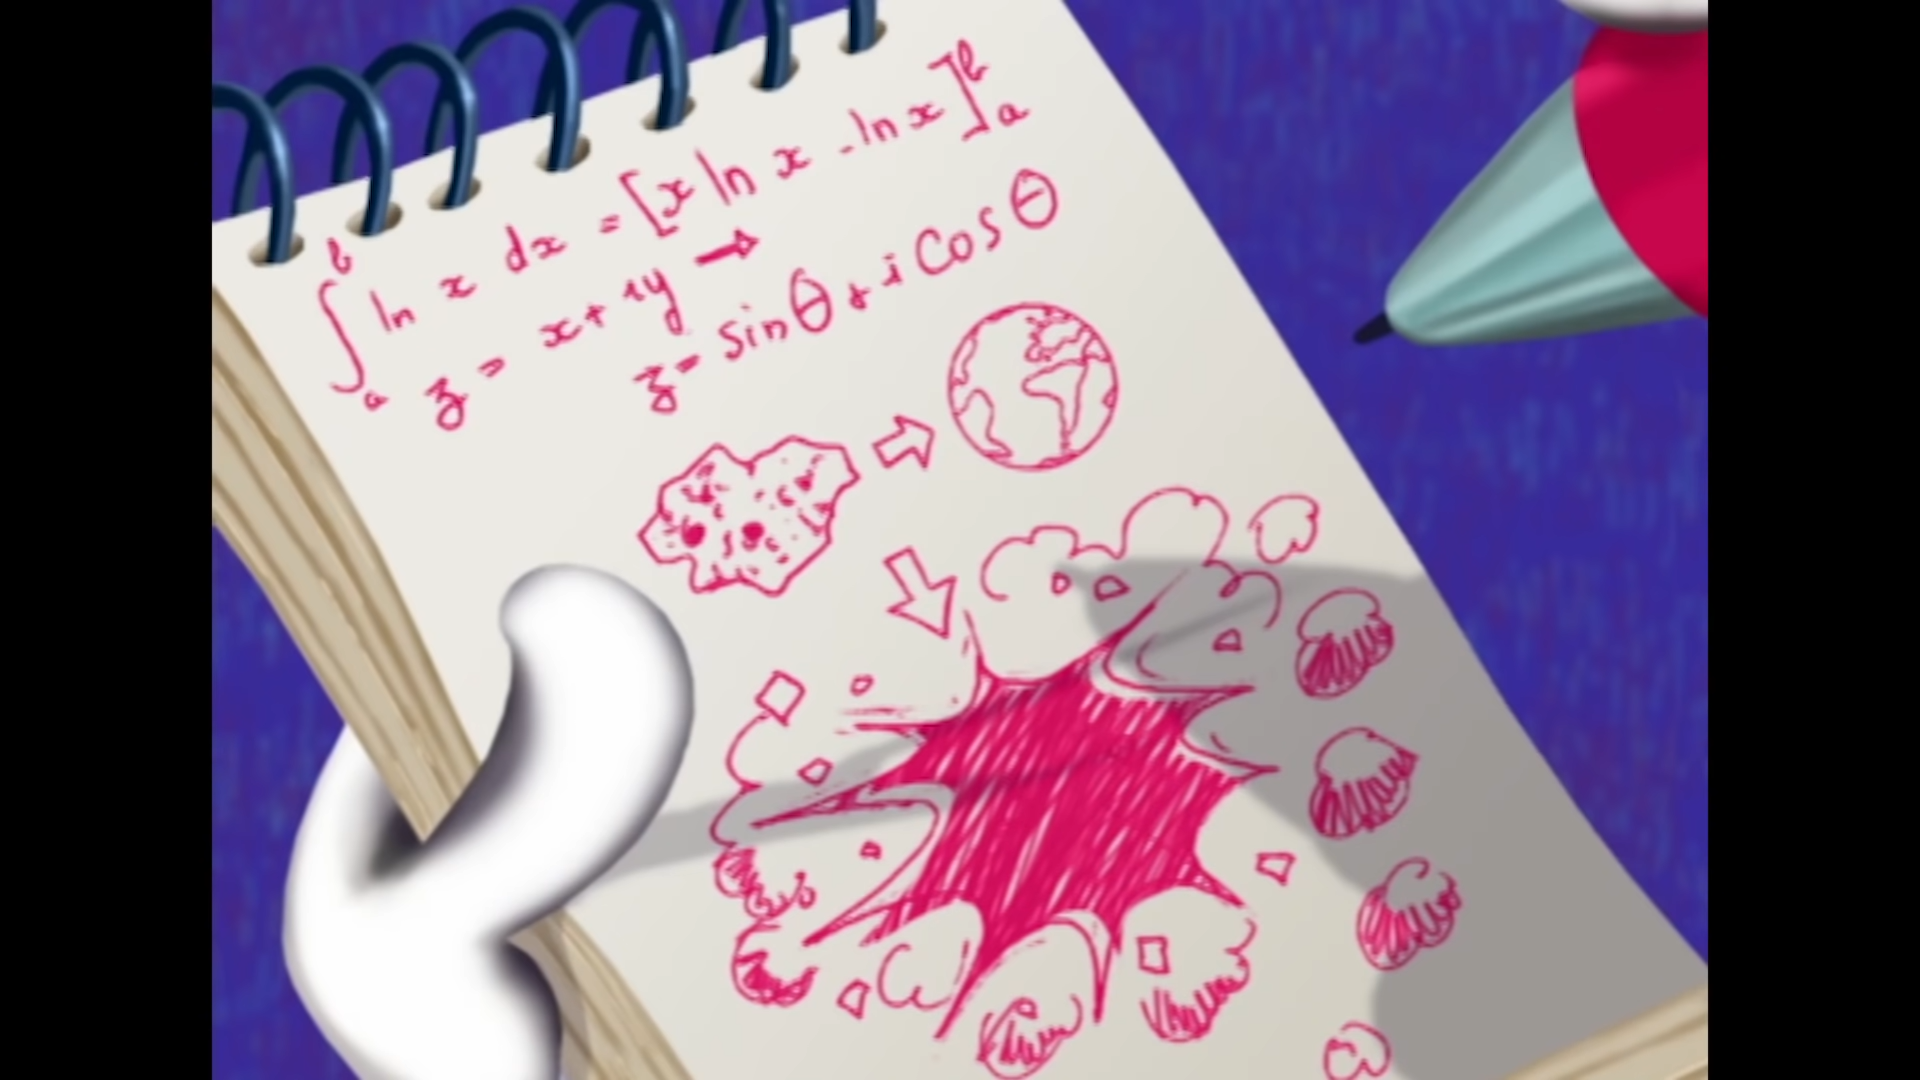 ∫ₐᵇ ln x dx = [x ln x - ln x]ₐᵇ
z = x + iy →
z = sinθ + i Cosθ